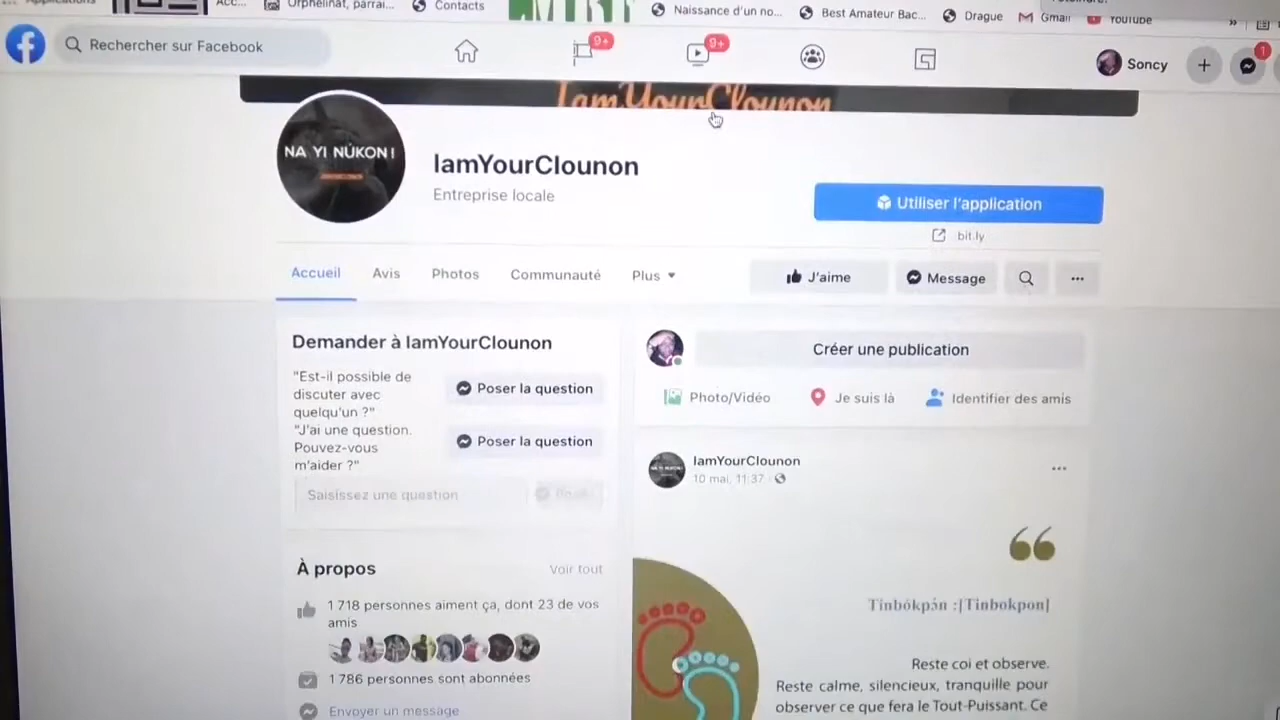 Orphelinat, parrai...
Contacts
Naissance d'un no...
Best Amateur Bac...
Drague
Gmail
YouTube
»
Rechercher sur Facebook
9+
9+
Soncy
1
IamYourClounon
NA YI NÚKON!
IamYourClounon
Entreprise locale
Utiliser l'application
bit.ly
Accueil
Avis
Photos
Communauté
Plus
J'aime
Message
Demander à IamYourClounon
"Est-il possible de
discuter avec
quelqu'un ?"
Poser la question
"J'ai une question.
Pouvez-vous
m'aider ?"
Poser la question
Saisissez une question
À propos
Voir tout
1 718 personnes aiment ça, dont 23 de vos
amis
1 786 personnes sont abonnées
Envoyer un message
Créer une publication
Photo/Vidéo
Je suis là
Identifier des amis
IamYourClounon
10 mai, 11:37
Tínbókpɔ́n :[Tinbokpon]
Reste coi et observe.
Reste calme, silencieux, tranquille pour
observer ce que fera le Tout-Puissant. Ce